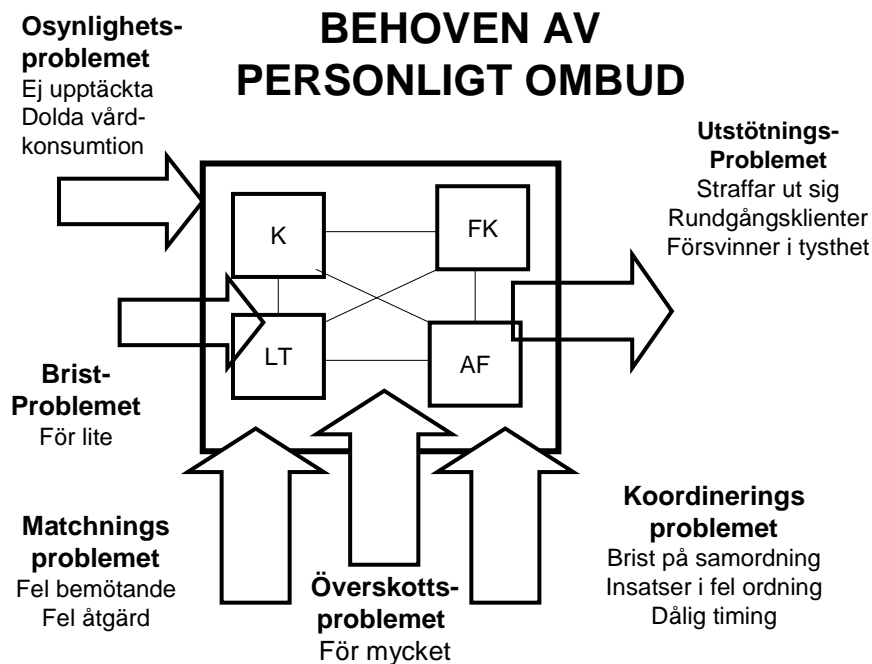 BEHOVEN AV
PERSONLIGT OMBUD
Osynlighets-
problemet
Ej upptäckta
Dolda vård-
konsumtion
Utstötnings-
Problemet
Straffar ut sig
Rundgångsklienter
Försvinner i tysthet
K
FK
LT
AF
Brist-
Problemet
För lite
Matchnings
problemet
Fel bemötande
Fel åtgärd
Överskotts-
problemet
För mycket
Koordinerings
problemet
Brist på samordning
Insatser i fel ordning
Dålig timing